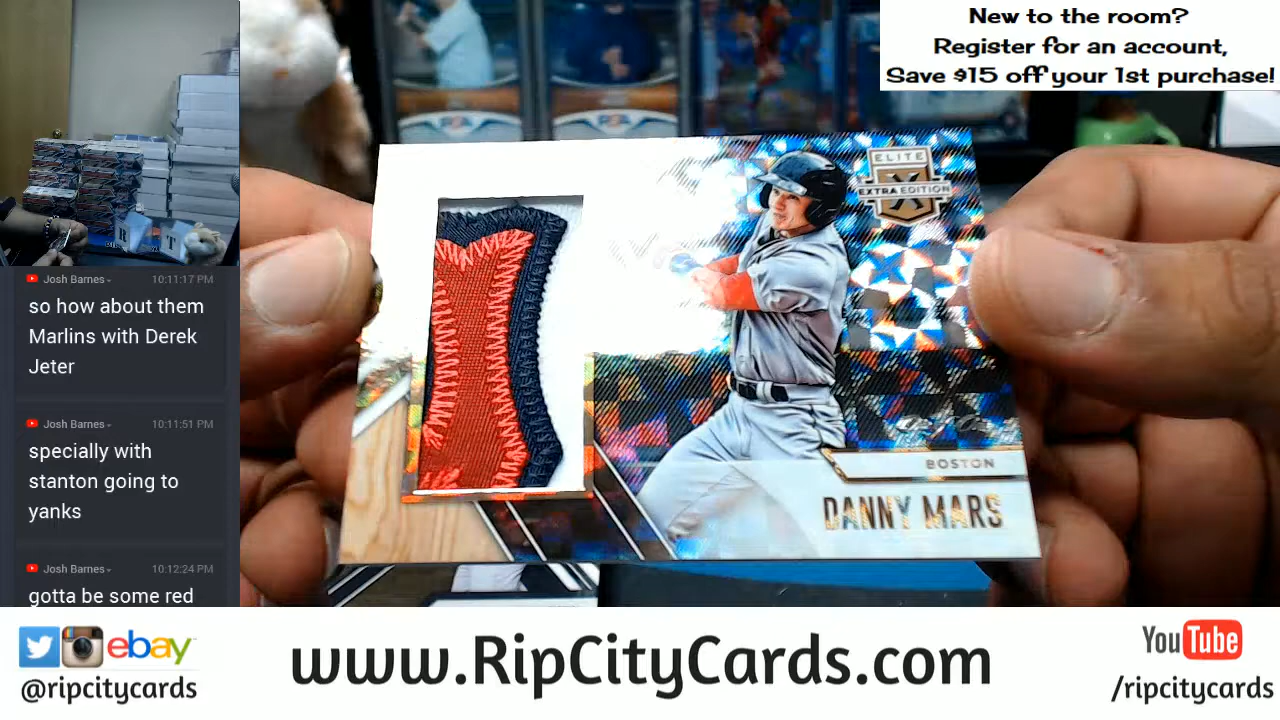 New to the room?
Register for an account,
Save $15 off your 1st purchase!
ELITE
X
EXTRA EDITION
BOSTON
DANNY MARS
R
T
Josh Barnes
10:11:17 PM
so how about them
Marlins with Derek
Jeter
Josh Barnes
10:11:51 PM
specially with
stanton going to
yanks
Josh Barnes
10:12:24 PM
gotta be some red
ebay
@ripcitycards
www.RipCityCards.com
YouTube
/ripcitycards